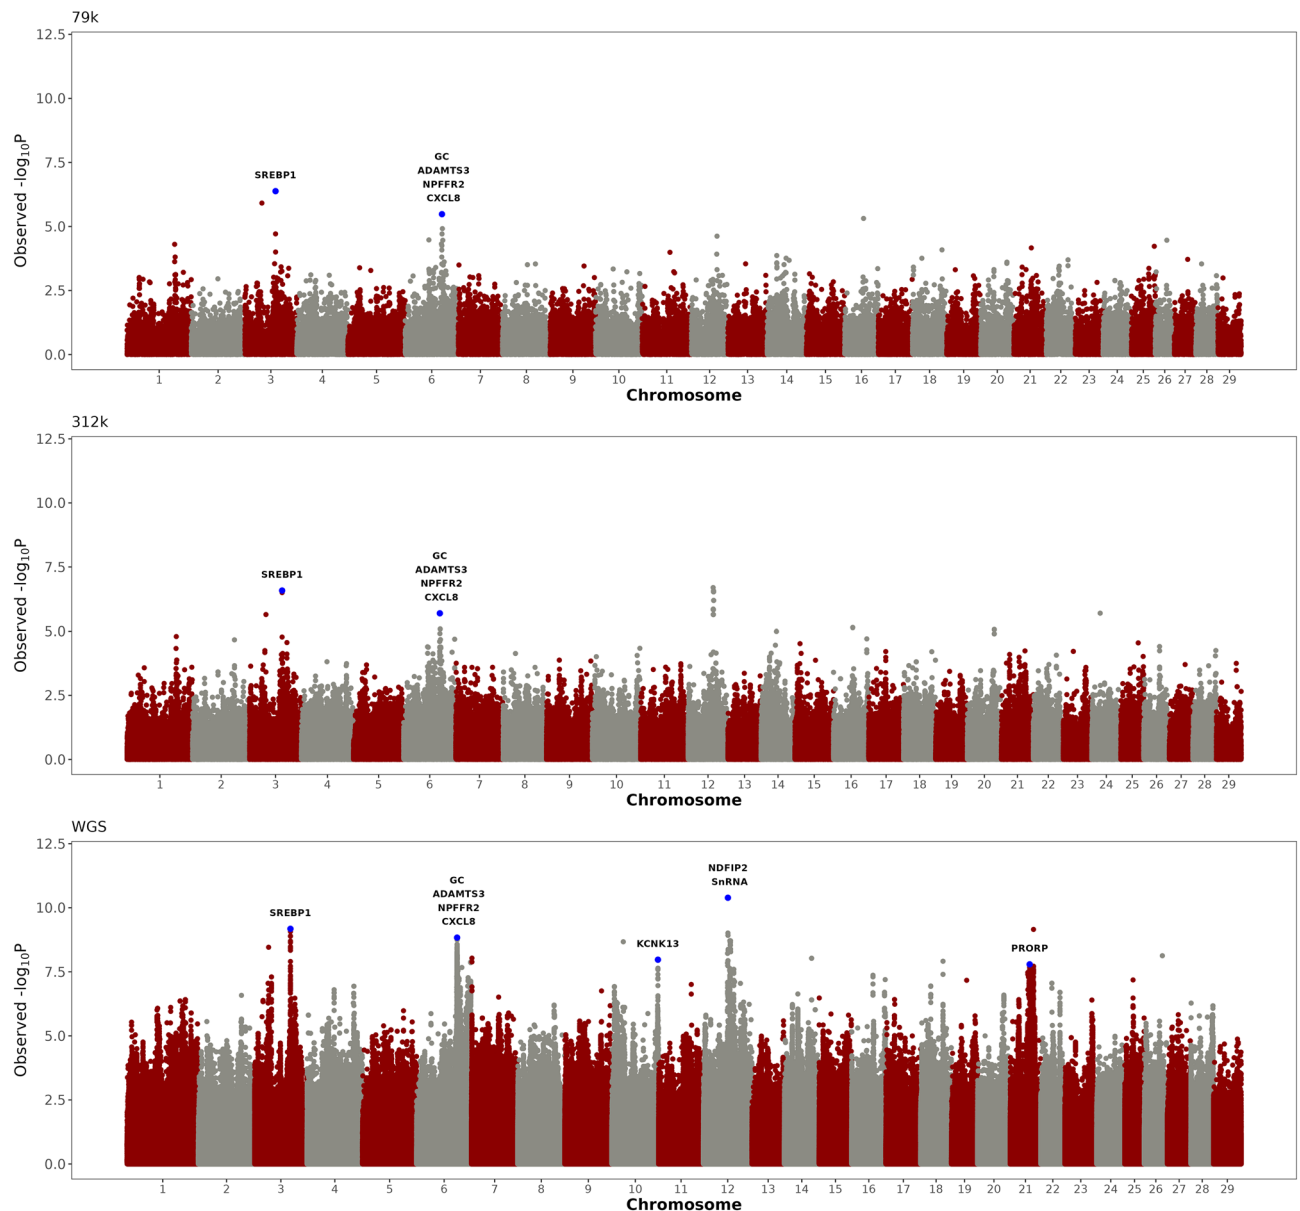 79k
12.5
10.0
7.5
5.0
2.5
0.0
Observed -log10P
SREBP1
GC
ADAMTS3
NPFFR2
CXCL8
1 2 3 4 5 6 7 8 9 10 11 12 13 14 15 16 17 18 19 20 21 22 23 24 25 26 27 28 29
Chromosome
312k
12.5
10.0
7.5
5.0
2.5
0.0
Observed -log10P
SREBP1
GC
ADAMTS3
NPFFR2
CXCL8
1 2 3 4 5 6 7 8 9 10 11 12 13 14 15 16 17 18 19 20 21 22 23 24 25 26 27 28 29
Chromosome
WGS
12.5
10.0
7.5
5.0
2.5
0.0
Observed -log10P
SREBP1
GC
ADAMTS3
NPFFR2
CXCL8
KCNK13
NDFIP2
SnRNA
PRORP
1 2 3 4 5 6 7 8 9 10 11 12 13 14 15 16 17 18 19 20 21 22 23 24 25 26 27 28 29
Chromosome